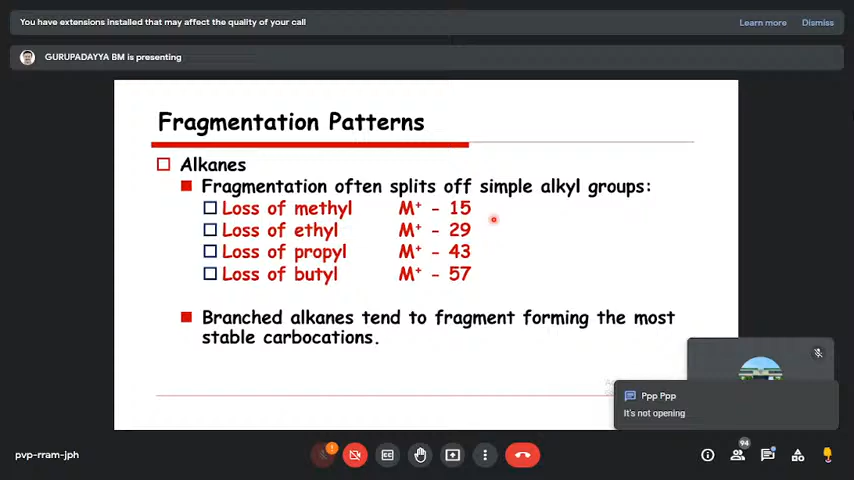 You have extensions installed that may affect the quality of your call
Learn more
Dismiss
GURUPADAYYA BM is presenting
Fragmentation Patterns
Alkanes
Fragmentation often splits off simple alkyl groups:
Loss of methyl M⁺ - 15
Loss of ethyl M⁺ - 29
Loss of propyl M⁺ - 43
Loss of butyl M⁺ - 57
Branched alkanes tend to fragment forming the most
stable carbocations.
Ppp Ppp
It's not opening
pvp-rram-jph
94